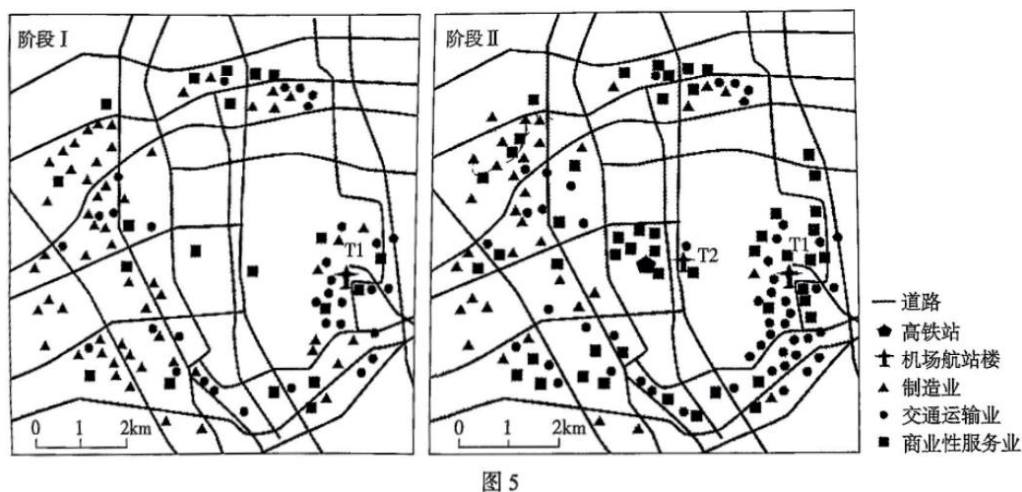 阶段Ⅰ
T1
0 1 2km
阶段Ⅱ
T2
T1
0 1 2km
道路
高铁站
机场航站楼
制造业
交通运输业
商业性服务业
图 5